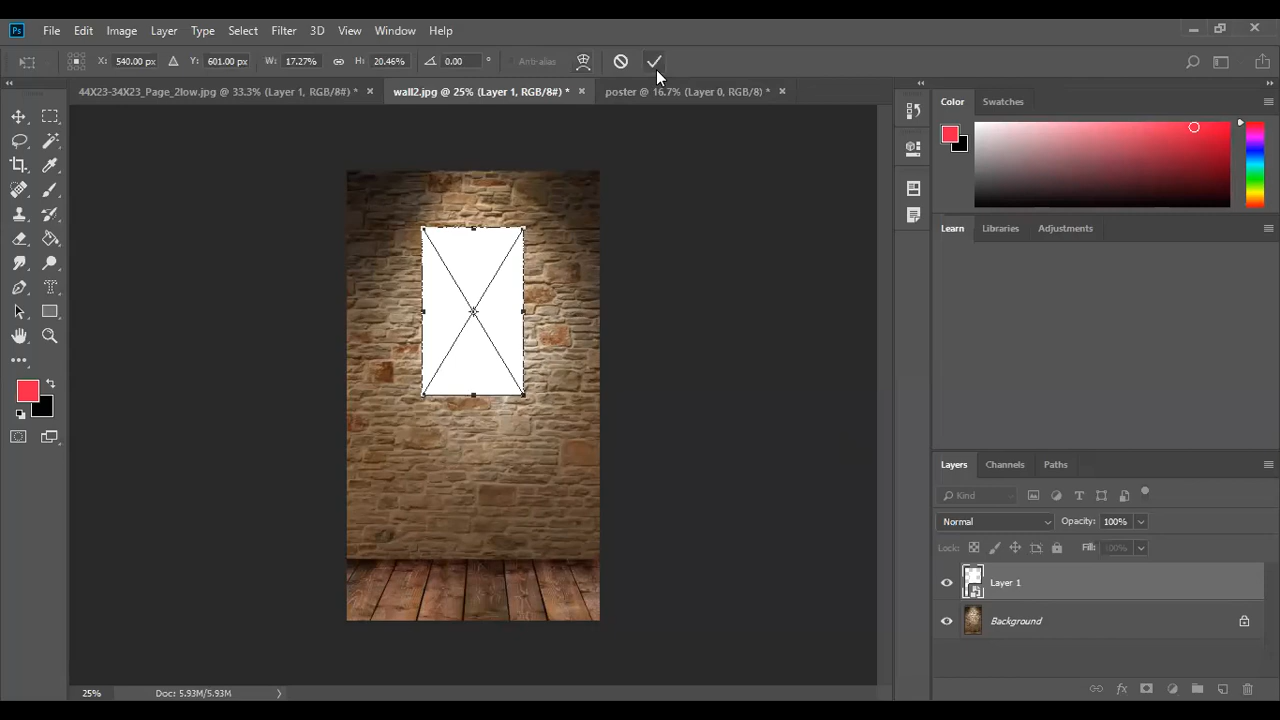 Ps File Edit Image Layer Type Select Filter 3D View Window Help
X: 540.00 px Y: 601.00 px W: 17.27% H: 20.46% 0.00 ° Anti-alias
44X23-34X23_Page_2low.jpg @ 33.3% (Layer 1, RGB/8#) * × wall2.jpg @ 25% (Layer 1, RGB/8#) * × poster @ 16.7% (Layer 0, RGB/8) * ×
Color Swatches
Learn Libraries Adjustments
Layers Channels Paths
Kind
Normal Opacity: 100%
Lock: Fill: 100%
Layer 1
Background
25% Doc: 5.93M/5.93M